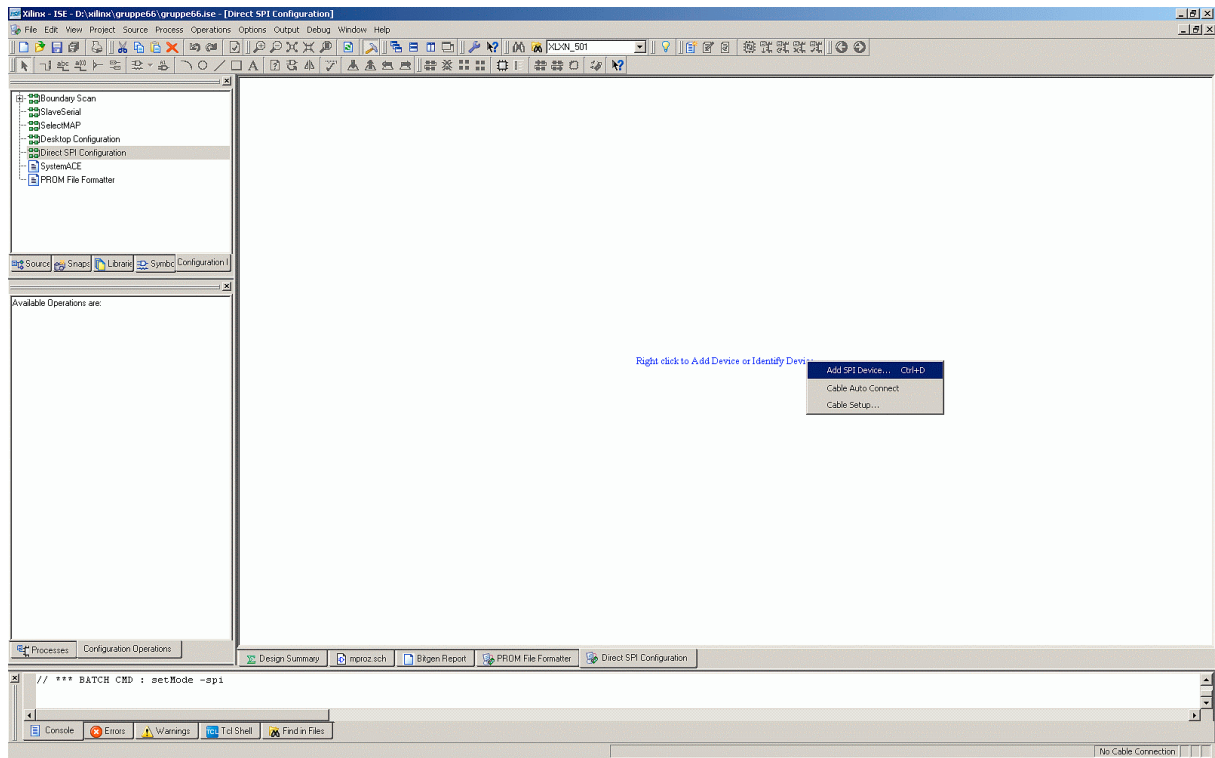 Xilinx - ISE - D:\xilinx\gruppe66\gruppe66.ise - [Direct SPI Configuration]
File Edit View Project Source Process Operations Options Output Debug Window Help
XLXN_501
Boundary Scan
SlaveSerial
SelectMAP
Desktop Configuration
Direct SPI Configuration
SystemACE
PROM File Formatter
Source Snaps Librarie Symbo Configuration
Available Operations are:
Right click to Add Device or Identify Device
Add SPI Device... Ctrl+D
Cable Auto Connect
Cable Setup...
Processes Configuration Operations
Design Summary mproz.sch Bitgen Report PROM File Formatter Direct SPI Configuration
// *** BATCH CMD : setMode -spi
Console Errors Warnings Tcl Shell Find in Files
No Cable Connection